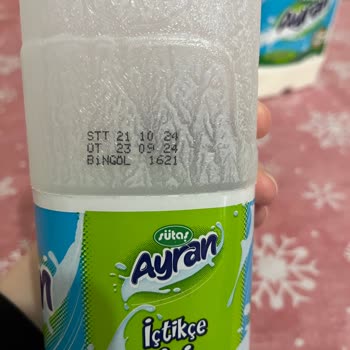 Ayran
STT 21 10 24
ÜT 23 09 24
BİNGÖL 1621
sütaş
Ayran
İçtikçe